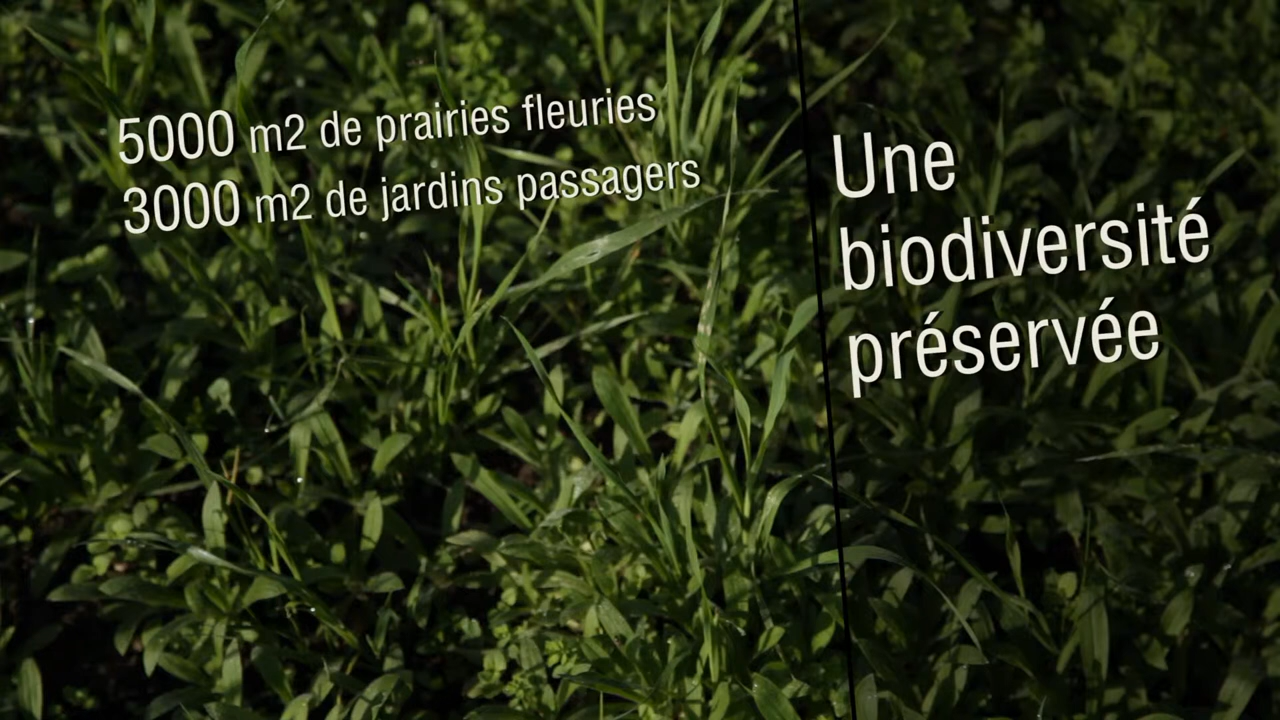 5000 m2 de prairies fleuries
3000 m2 de jardins passagers
Une
biodiversité
préservée